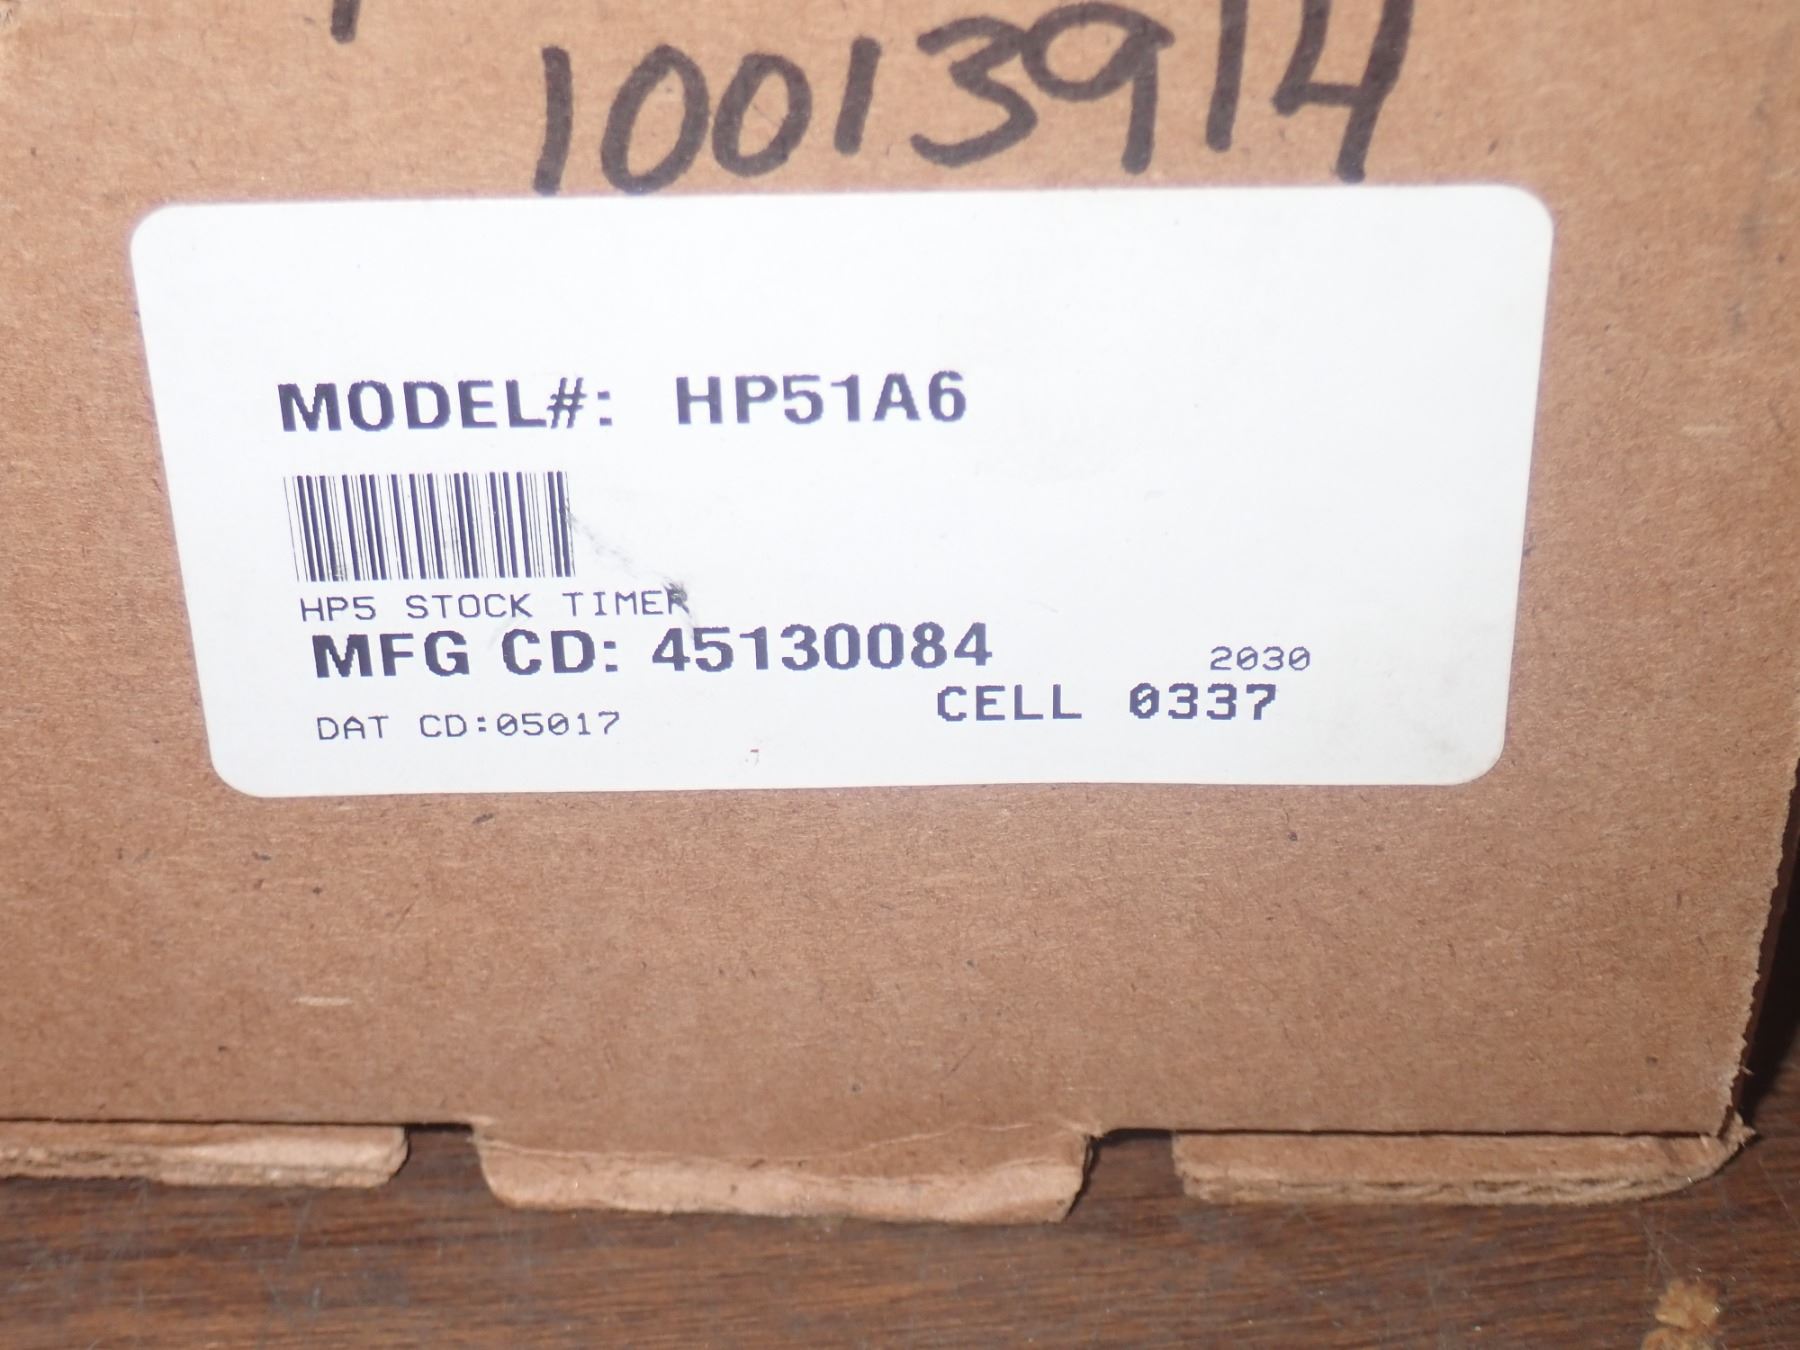 10013914
MODEL#: HP51A6
HP5 STOCK TIMER
MFG CD: 45130084
2030
CELL 0337
DAT CD:05017